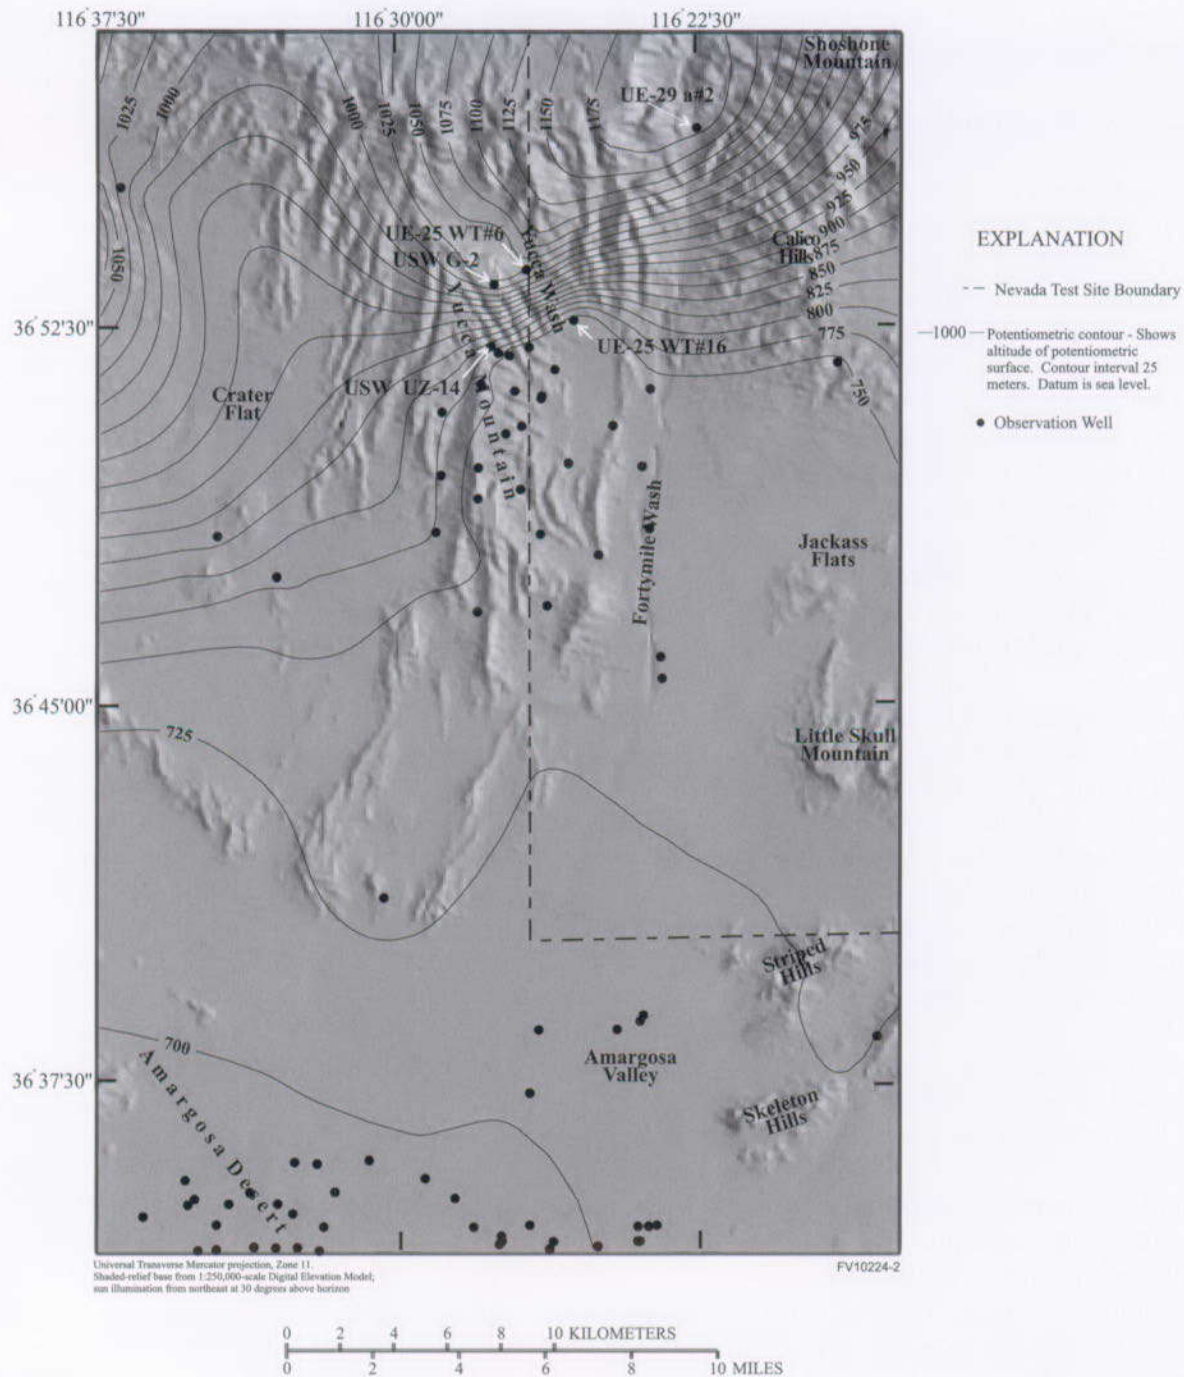 116°37'30" 116°30'00" 116°22'30"
Shoshone
Mountain
UE-29 a#2
1025
1000
1000
1025
1050
1075
1100
1125
1150
1175
975
950
925
900
875
850
825
800
775
750
1050
Calico
Hills
UE-25 WT#6
USW G-2
Yucca Wash
Yucca Mountain
36°52'30"
UE-25 WT#16
USW UZ-14
Crater
Flat
Fortymile Wash
Jackass
Flats
36°45'00"
725
Little Skull
Mountain
Striped
Hills
700
Amargosa
Valley
36°37'30"
Amargosa Desert
Skeleton
Hills
EXPLANATION
Nevada Test Site Boundary
1000 Potentiometric contour - Shows
altitude of potentiometric
surface. Contour interval 25
meters. Datum is sea level.
Observation Well
Universal Transverse Mercator projection, Zone 11.
Shaded-relief base from 1:250,000-scale Digital Elevation Model;
sun illumination from northeast at 30 degrees above horizon
FV10224-2
0 2 4 6 8 10 KILOMETERS
0 2 4 6 8 10 MILES